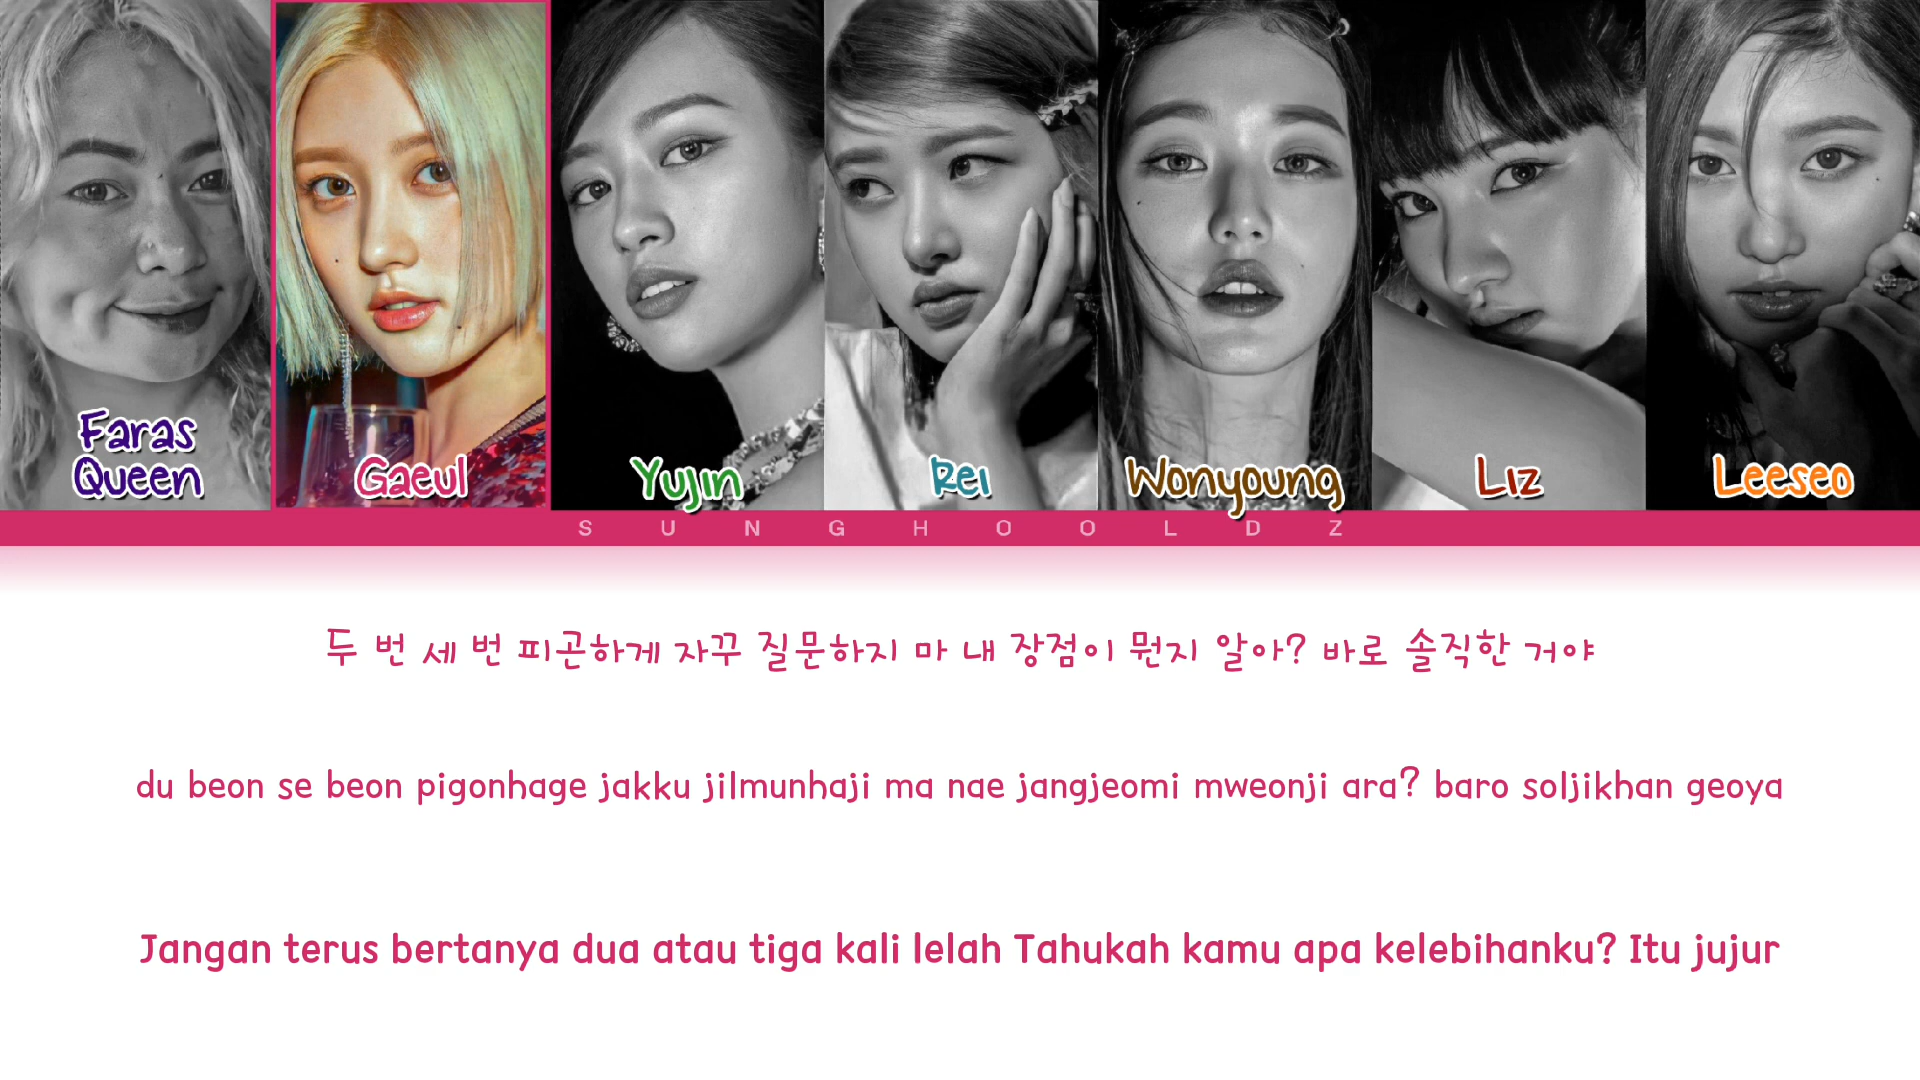 Faras
Queen
Gaeul
Yujin
Rei
Wonyoung
Liz
Leeseo
SUNGHOOLDZ
두 번 세 번 피곤하게 자꾸 질문하지 마 내 장점이 뭔지 알아? 바로 솔직한 거야
du beon se beon pigonhage jakku jilmunhaji ma nae jangjeomi mweonji ara? baro soljikhan geoya
Jangan terus bertanya dua atau tiga kali lelah Tahukah kamu apa kelebihanku? Itu jujur